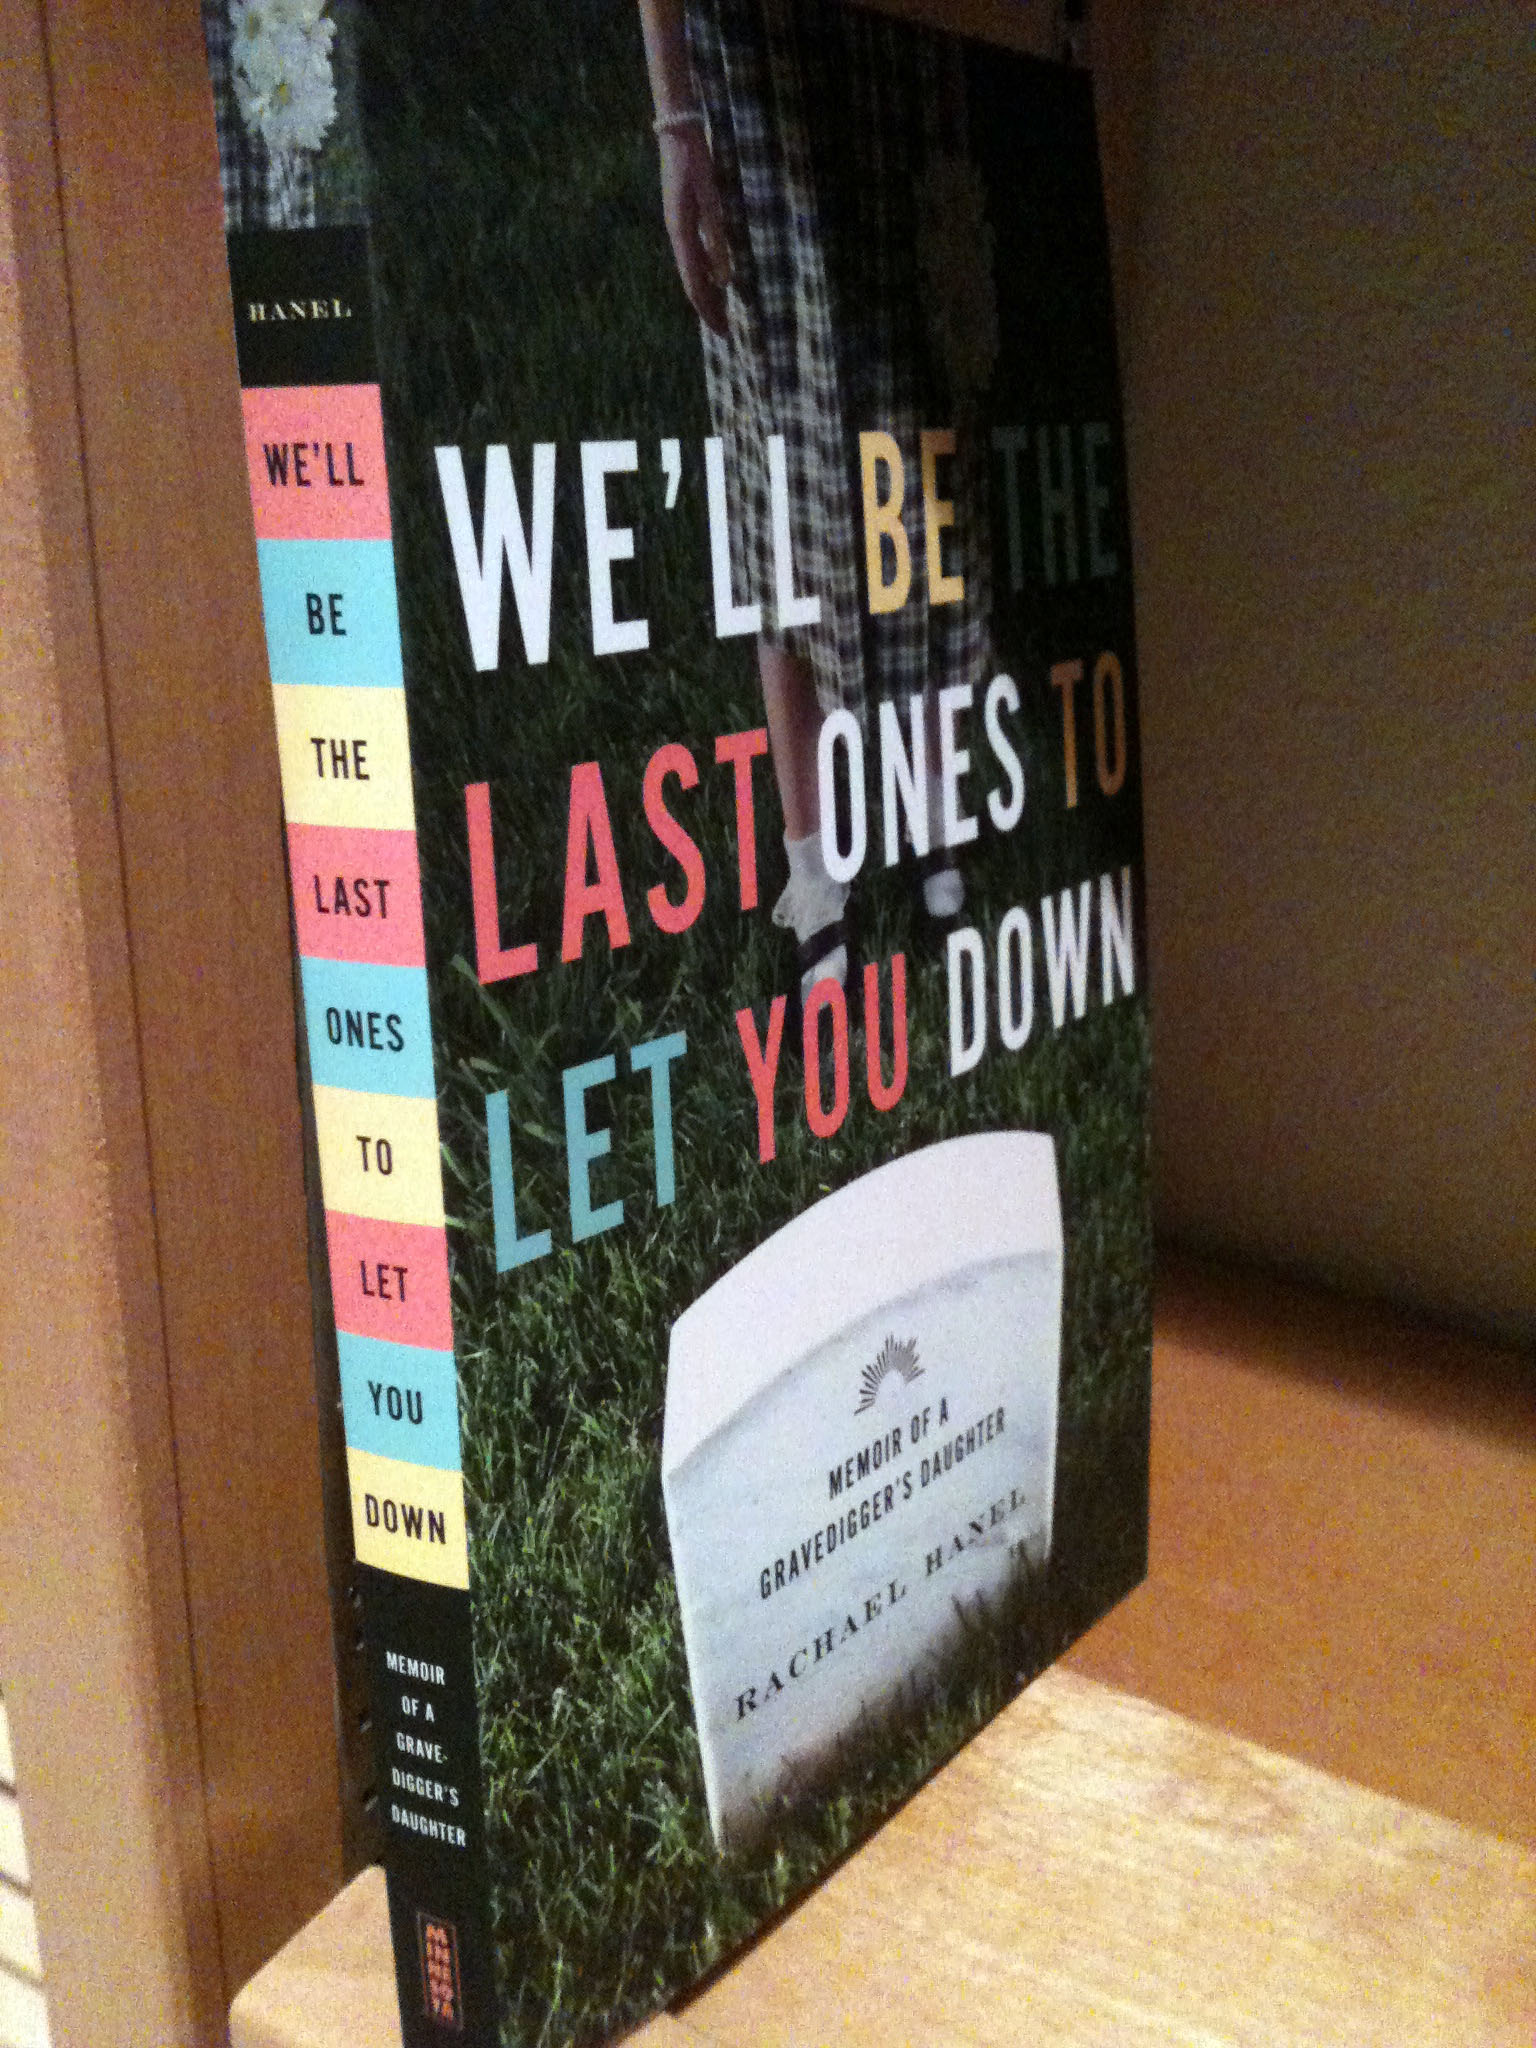 HANEL
WE'LL
BE
THE
LAST
ONES
TO
LET
YOU
DOWN
MEMOIR
OF A
GRAVE-
DIGGER'S
DAUGHTER
MINNESOTA
WE'LL BE THE
LAST ONES TO
LET YOU DOWN
MEMOIR OF A
GRAVEDIGGER'S DAUGHTER
RACHAEL HANEL